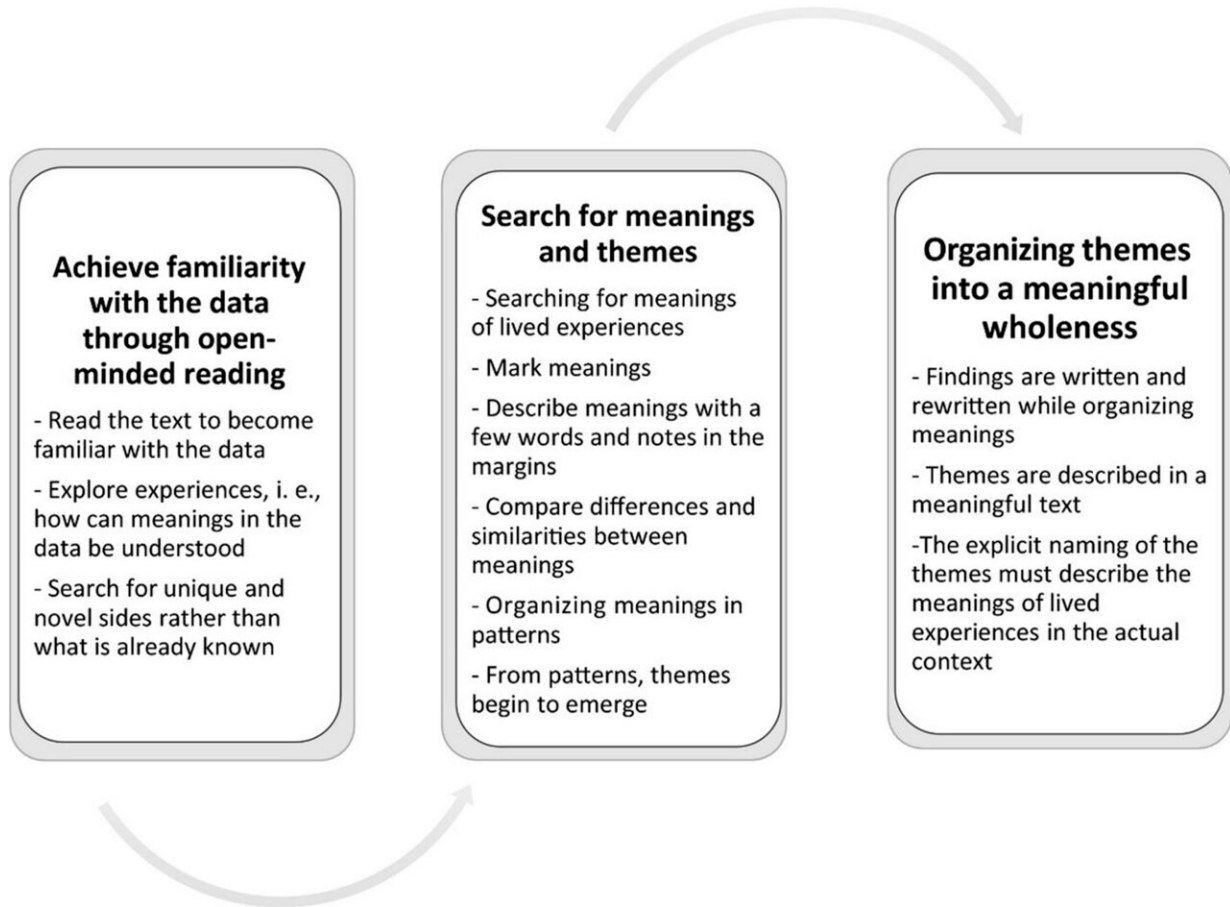 Achieve familiarity
with the data
through open-
minded reading
- Read the text to become
familiar with the data
- Explore experiences, i. e.,
how can meanings in the
data be understood
- Search for unique and
novel sides rather than
what is already known
Search for meanings
and themes
- Searching for meanings
of lived experiences
- Mark meanings
- Describe meanings with a
few words and notes in the
margins
- Compare differences and
similarities between
meanings
- Organizing meanings in
patterns
- From patterns, themes
begin to emerge
Organizing themes
into a meaningful
wholeness
- Findings are written and
rewritten while organizing
meanings
- Themes are described in a
meaningful text
-The explicit naming of the
themes must describe the
meanings of lived
experiences in the actual
context